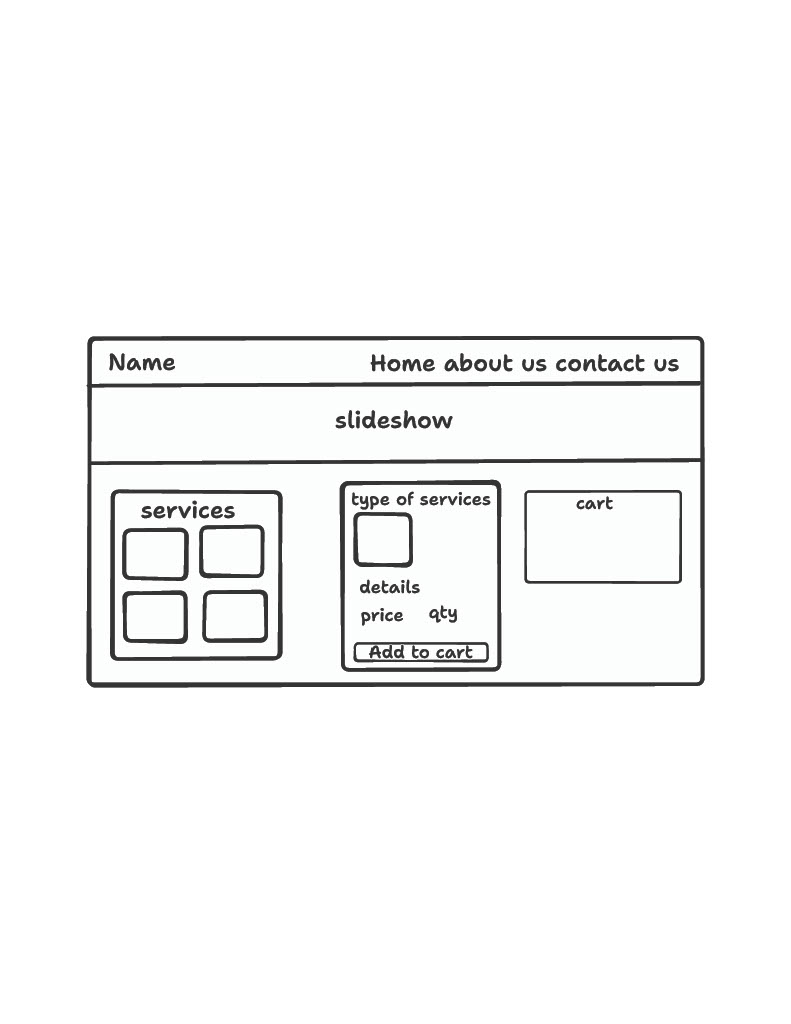 Name
Home about us contact us
slideshow
services
type of services
details
price qty
Add to cart
cart